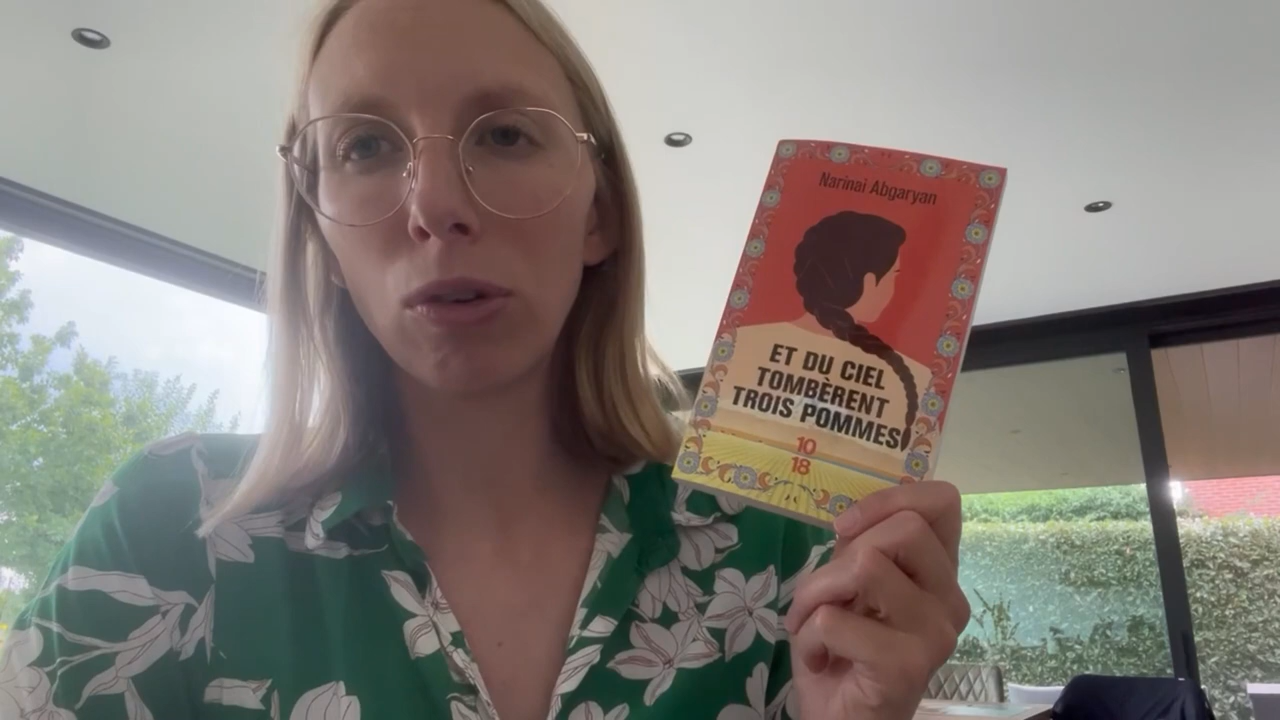 Narinai Abgaryan
ET DU CIEL
TOMBÈRENT
TROIS POMMES
10
18